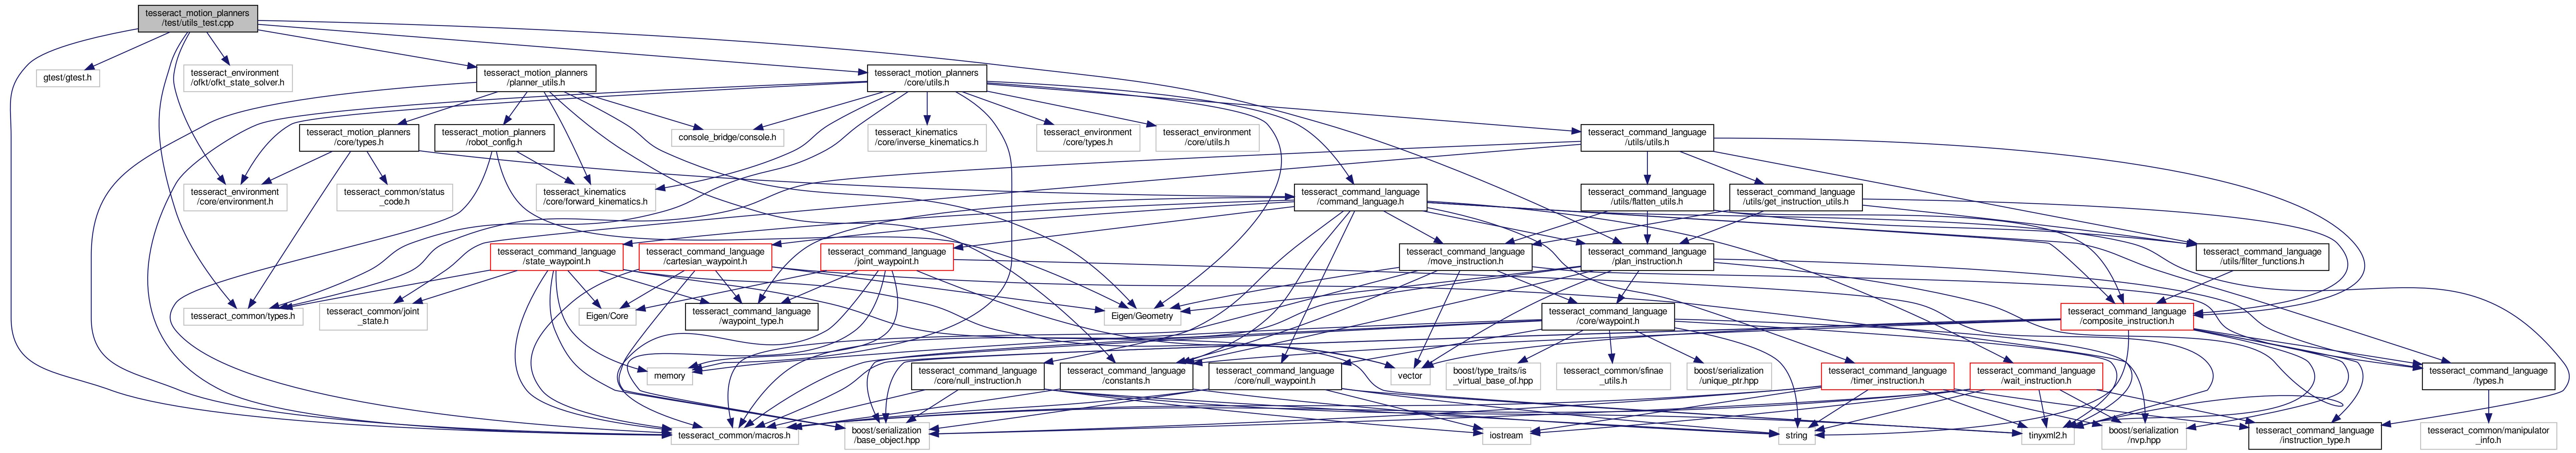 tesseract_motion_planners
/test/utils_test.cpp
gtest/gtest.h
tesseract_environment
/ofkt/ofkt_state_solver.h
tesseract_motion_planners
/planner_utils.h
tesseract_motion_planners
/core/utils.h
tesseract_motion_planners
/core/types.h
tesseract_motion_planners
/robot_config.h
console_bridge/console.h
tesseract_kinematics
/core/inverse_kinematics.h
tesseract_environment
/core/types.h
tesseract_environment
/core/utils.h
tesseract_command_language
/utils/utils.h
tesseract_environment
/core/environment.h
tesseract_common/status
_code.h
tesseract_kinematics
/core/forward_kinematics.h
tesseract_command_language
/command_language.h
tesseract_command_language
/utils/flatten_utils.h
tesseract_command_language
/utils/get_instruction_utils.h
tesseract_command_language
/state_waypoint.h
tesseract_command_language
/cartesian_waypoint.h
tesseract_command_language
/joint_waypoint.h
tesseract_command_language
/move_instruction.h
tesseract_command_language
/plan_instruction.h
tesseract_command_language
/utils/filter_functions.h
tesseract_common/types.h
tesseract_common/joint
_state.h
Eigen/Core
tesseract_command_language
/waypoint_type.h
Eigen/Geometry
tesseract_command_language
/core/waypoint.h
tesseract_command_language
/composite_instruction.h
memory
tesseract_command_language
/core/null_instruction.h
tesseract_command_language
/constants.h
tesseract_command_language
/core/null_waypoint.h
vector
boost/type_traits/is
_virtual_base_of.hpp
tesseract_common/sfinae
_utils.h
boost/serialization
/unique_ptr.hpp
tesseract_command_language
/timer_instruction.h
tesseract_command_language
/wait_instruction.h
tesseract_command_language
/types.h
tesseract_common/macros.h
boost/serialization
/base_object.hpp
iostream
string
tinyxml2.h
boost/serialization
/nvp.hpp
tesseract_command_language
/instruction_type.h
tesseract_common/manipulator
_info.h